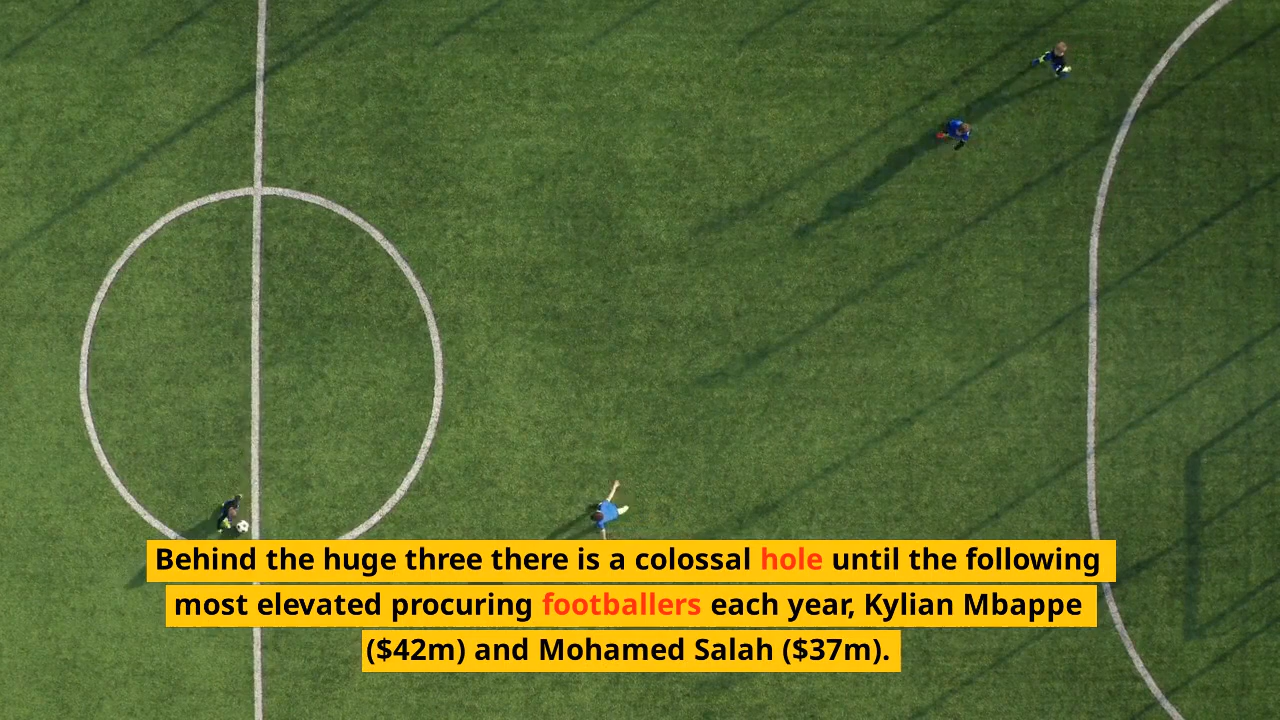 Behind the huge three there is a colossal hole until the following
most elevated procuring footballers each year, Kylian Mbappe
($42m) and Mohamed Salah ($37m).